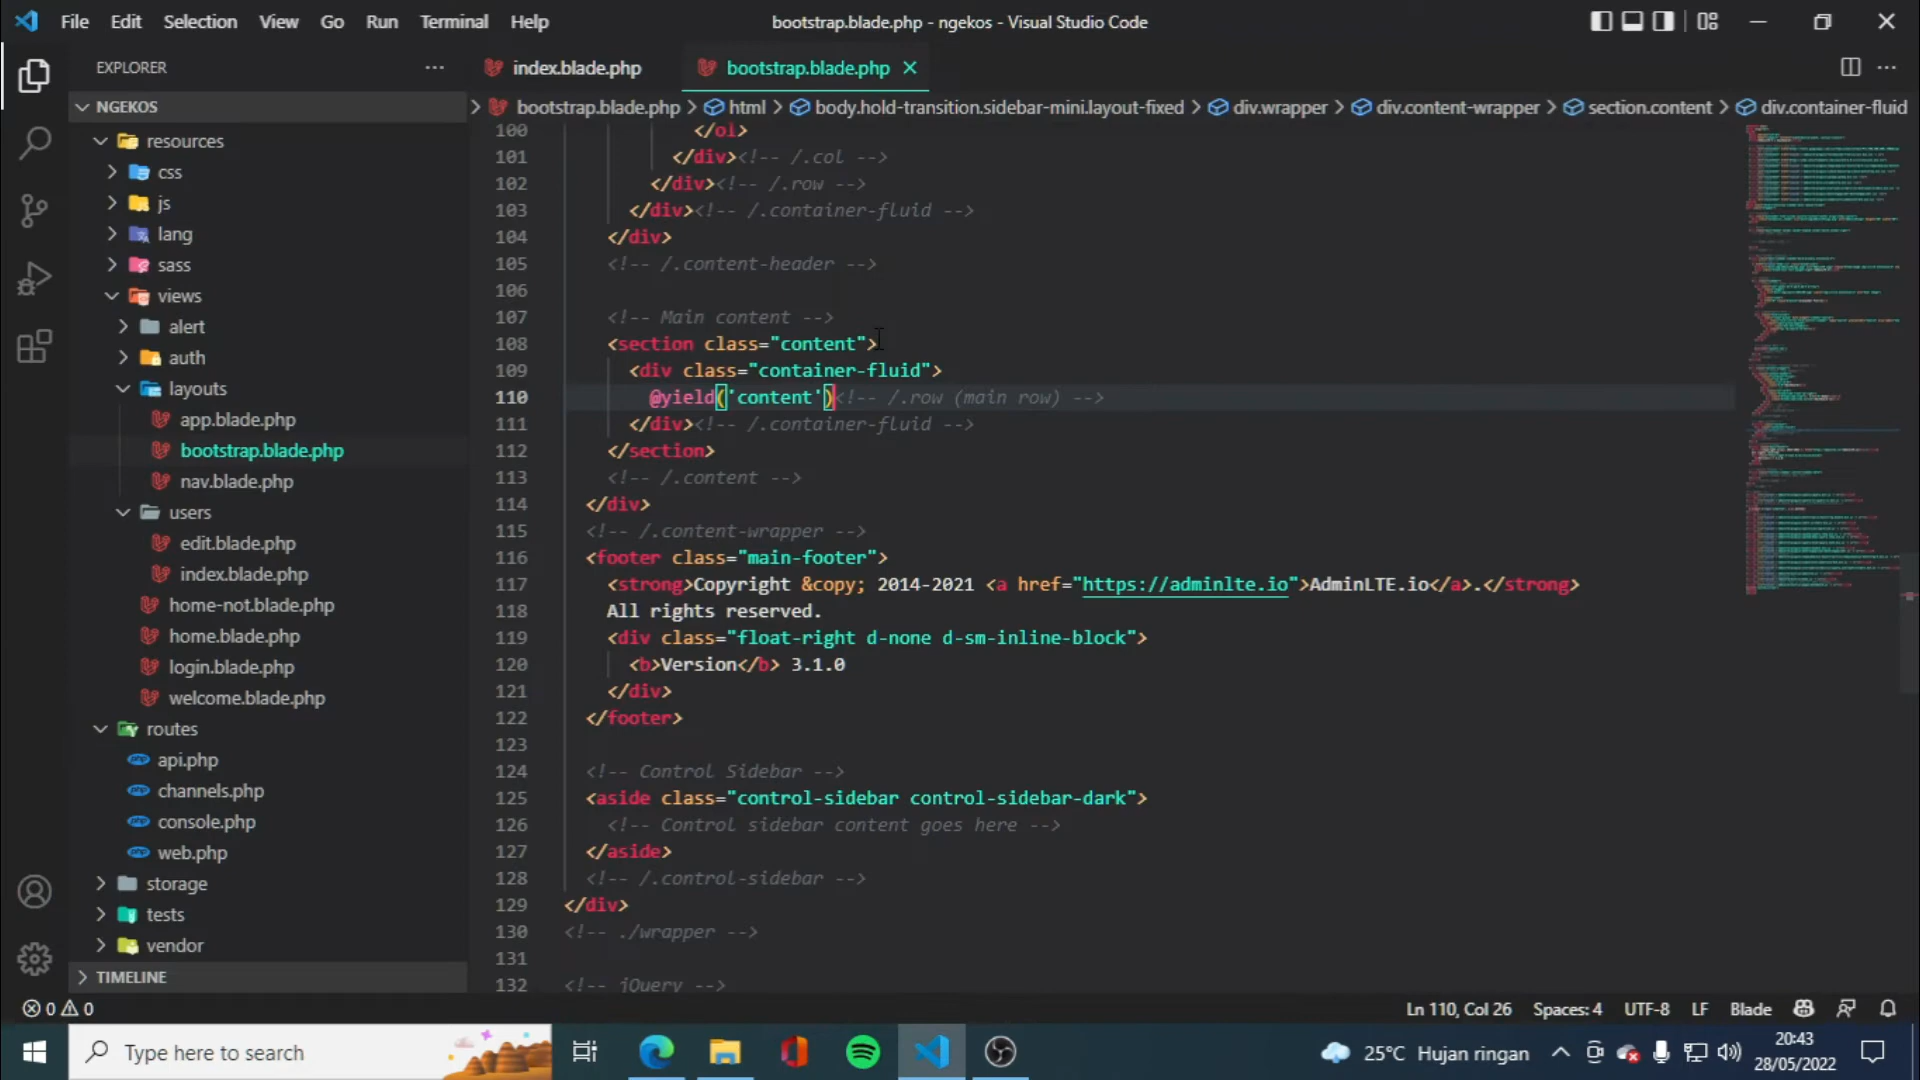 File Edit Selection View Go Run Terminal Help
bootstrap.blade.php - ngekos - Visual Studio Code
EXPLORER
NGEKOS
resources
css
js
lang
sass
views
alert
auth
layouts
app.blade.php
bootstrap.blade.php
nav.blade.php
users
edit.blade.php
index.blade.php
home-not.blade.php
home.blade.php
login.blade.php
welcome.blade.php
routes
api.php
channels.php
console.php
web.php
storage
tests
vendor
TIMELINE
index.blade.php
bootstrap.blade.php
bootstrap.blade.php > html > body.hold-transition.sidebar-mini.layout-fixed > div.wrapper > div.content-wrapper > section.content > div.container-fluid
100 </ol>
101 </div><!-- /.col -->
102 </div><!-- /.row -->
103 </div><!-- /.container-fluid -->
104 </div>
105 <!-- /.content-header -->
106
107 <!-- Main content -->
108 <section class="content">
109 <div class="container-fluid">
110 @yield('content')<!-- /.row (main row) -->
111 </div><!-- /.container-fluid -->
112 </section>
113 <!-- /.content -->
114 </div>
115 <!-- /.content-wrapper -->
116 <footer class="main-footer">
117 <strong>Copyright &copy; 2014-2021 <a href="https://adminlte.io">AdminLTE.io</a>.</strong>
118 All rights reserved.
119 <div class="float-right d-none d-sm-inline-block">
120 <b>Version</b> 3.1.0
121 </div>
122 </footer>
123
124 <!-- Control Sidebar -->
125 <aside class="control-sidebar control-sidebar-dark">
126 <!-- Control sidebar content goes here -->
127 </aside>
128 <!-- /.control-sidebar -->
129 </div>
130 <!-- ./wrapper -->
131
132 <!-- jQuery -->
0 0
Ln 110, Col 26 Spaces: 4 UTF-8 LF Blade
Type here to search
25°C Hujan ringan
20:43
28/05/2022